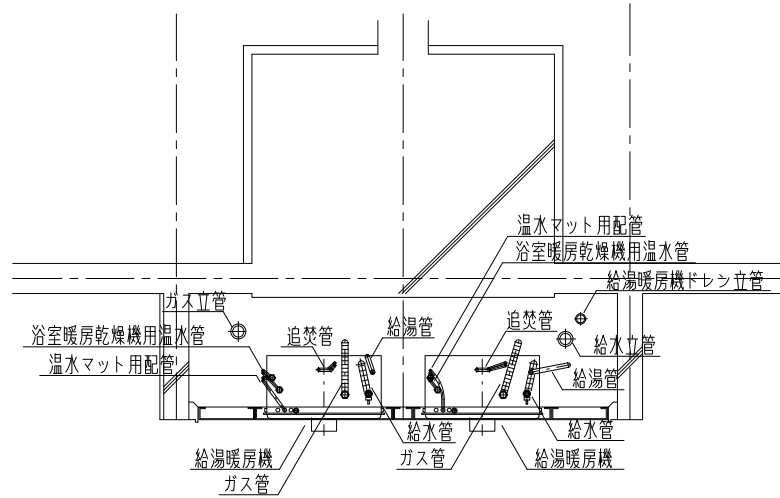 温水マット用配管
浴室暖房乾燥機用温水管
給湯暖房機ドレン立管
ガス立管
浴室暖房乾燥機用温水管
追焚管
給湯管
追焚管
給水立管
温水マット用配管
給湯管
給水管
給水管
給湯暖房機
ガス管
給湯暖房機
ガス管